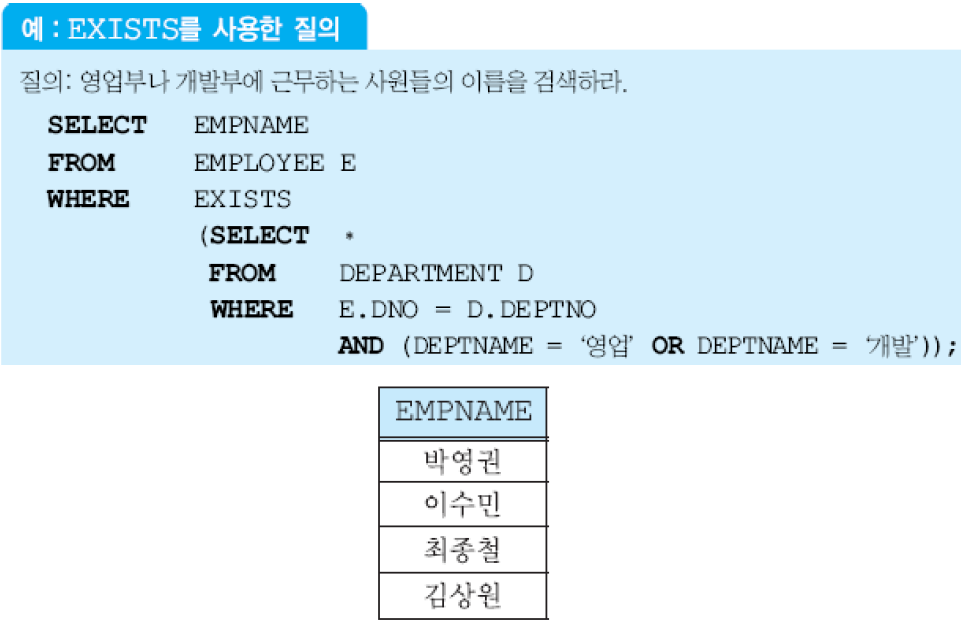 예 : EXISTS를 사용한 질의
질의: 영업부나 개발부에 근무하는 사원들의 이름을 검색하라.
SELECT EMPNAME
FROM EMPLOYEE E
WHERE EXISTS
(SELECT *
FROM DEPARTMENT D
WHERE E.DNO = D.DEPTNO
AND (DEPTNAME = ‘영업’ OR DEPTNAME = ‘개발’));
EMPNAME
박영권
이수민
최종철
김상원